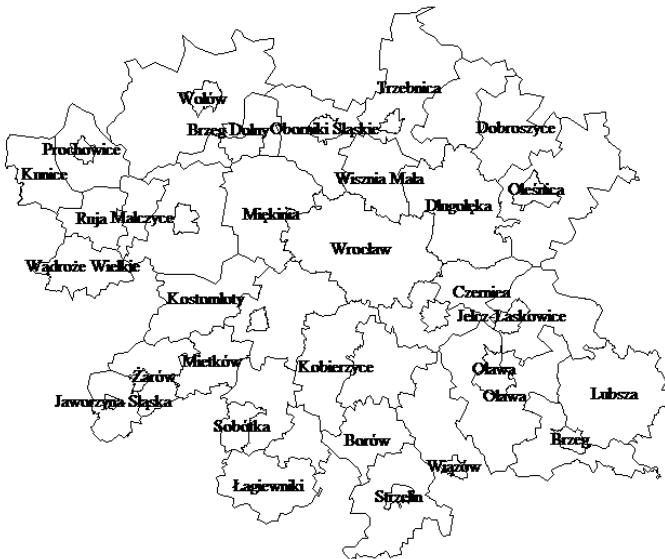 Trzebnica
Wołów
Brzeg Dolny Oborniki Śląskie
Dobroszyce
Prochowice
Kunice
Wisznia Mała
Oleśnica
Długołęka
Ruja Malczyce
Miękinia
Wrocław
Wądroże Wielkie
Czernica
Kostomłoty
Jelcz-Laskowice
Mietków
Kobierzyce
Oława
Żarów
Oława
Lubsza
Jaworzyna Śląska
Sobótka
Borów
Brzeg
Wiązów
Łagiewniki
Strzelin